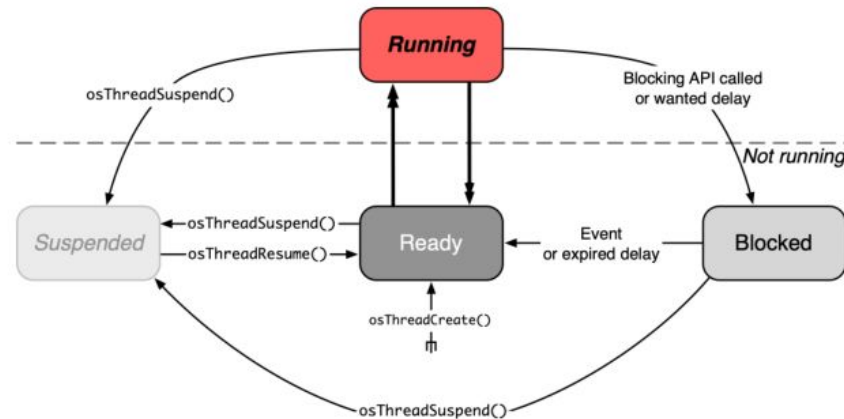 Running
osThreadSuspend()
Blocking API called
or wanted delay
Not running
Suspended
osThreadSuspend()
osThreadResume()
Ready
Event
or expired delay
Blocked
osThreadCreate()
osThreadSuspend()